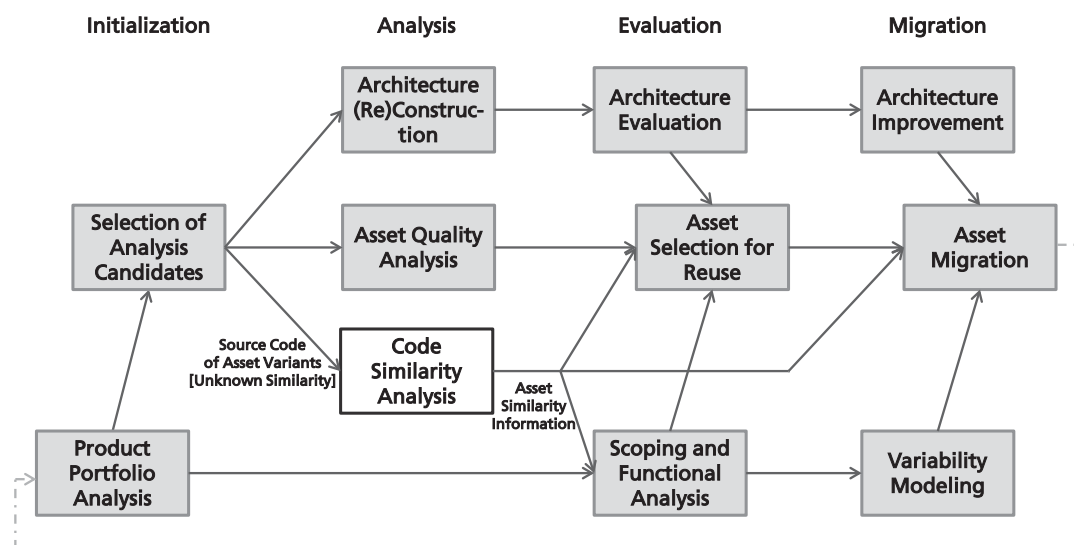 Initialization
Analysis
Evaluation
Migration
Architecture
(Re)Construc-
tion
Architecture
Evaluation
Architecture
Improvement
Selection of
Analysis
Candidates
Asset Quality
Analysis
Asset
Selection for
Reuse
Asset
Migration
Source Code
of Asset Variants
[Unknown Similarity]
Code
Similarity
Analysis
Asset
Similarity
Information
Product
Portfolio
Analysis
Scoping and
Functional
Analysis
Variability
Modeling